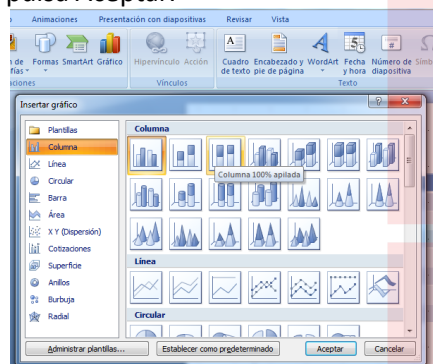 pulsa Aceptar.
Animaciones Presentación con diapositivas Revisar Vista
de Formas SmartArt Gráfico Hipervínculo Acción Cuadro Encabezado y WordArt Fecha Número de
de texto pie de página y hora diapositiva
Vínculos Texto
Insertar gráfico
Plantillas
Columna
Línea
Circular
Barra
Área
X Y (Dispersión)
Cotizaciones
Superficie
Anillos
Burbuja
Radial
Columna
Columna 100% apilada
Línea
Circular
Administrar plantillas... Establecer como predeterminado Aceptar Cancelar